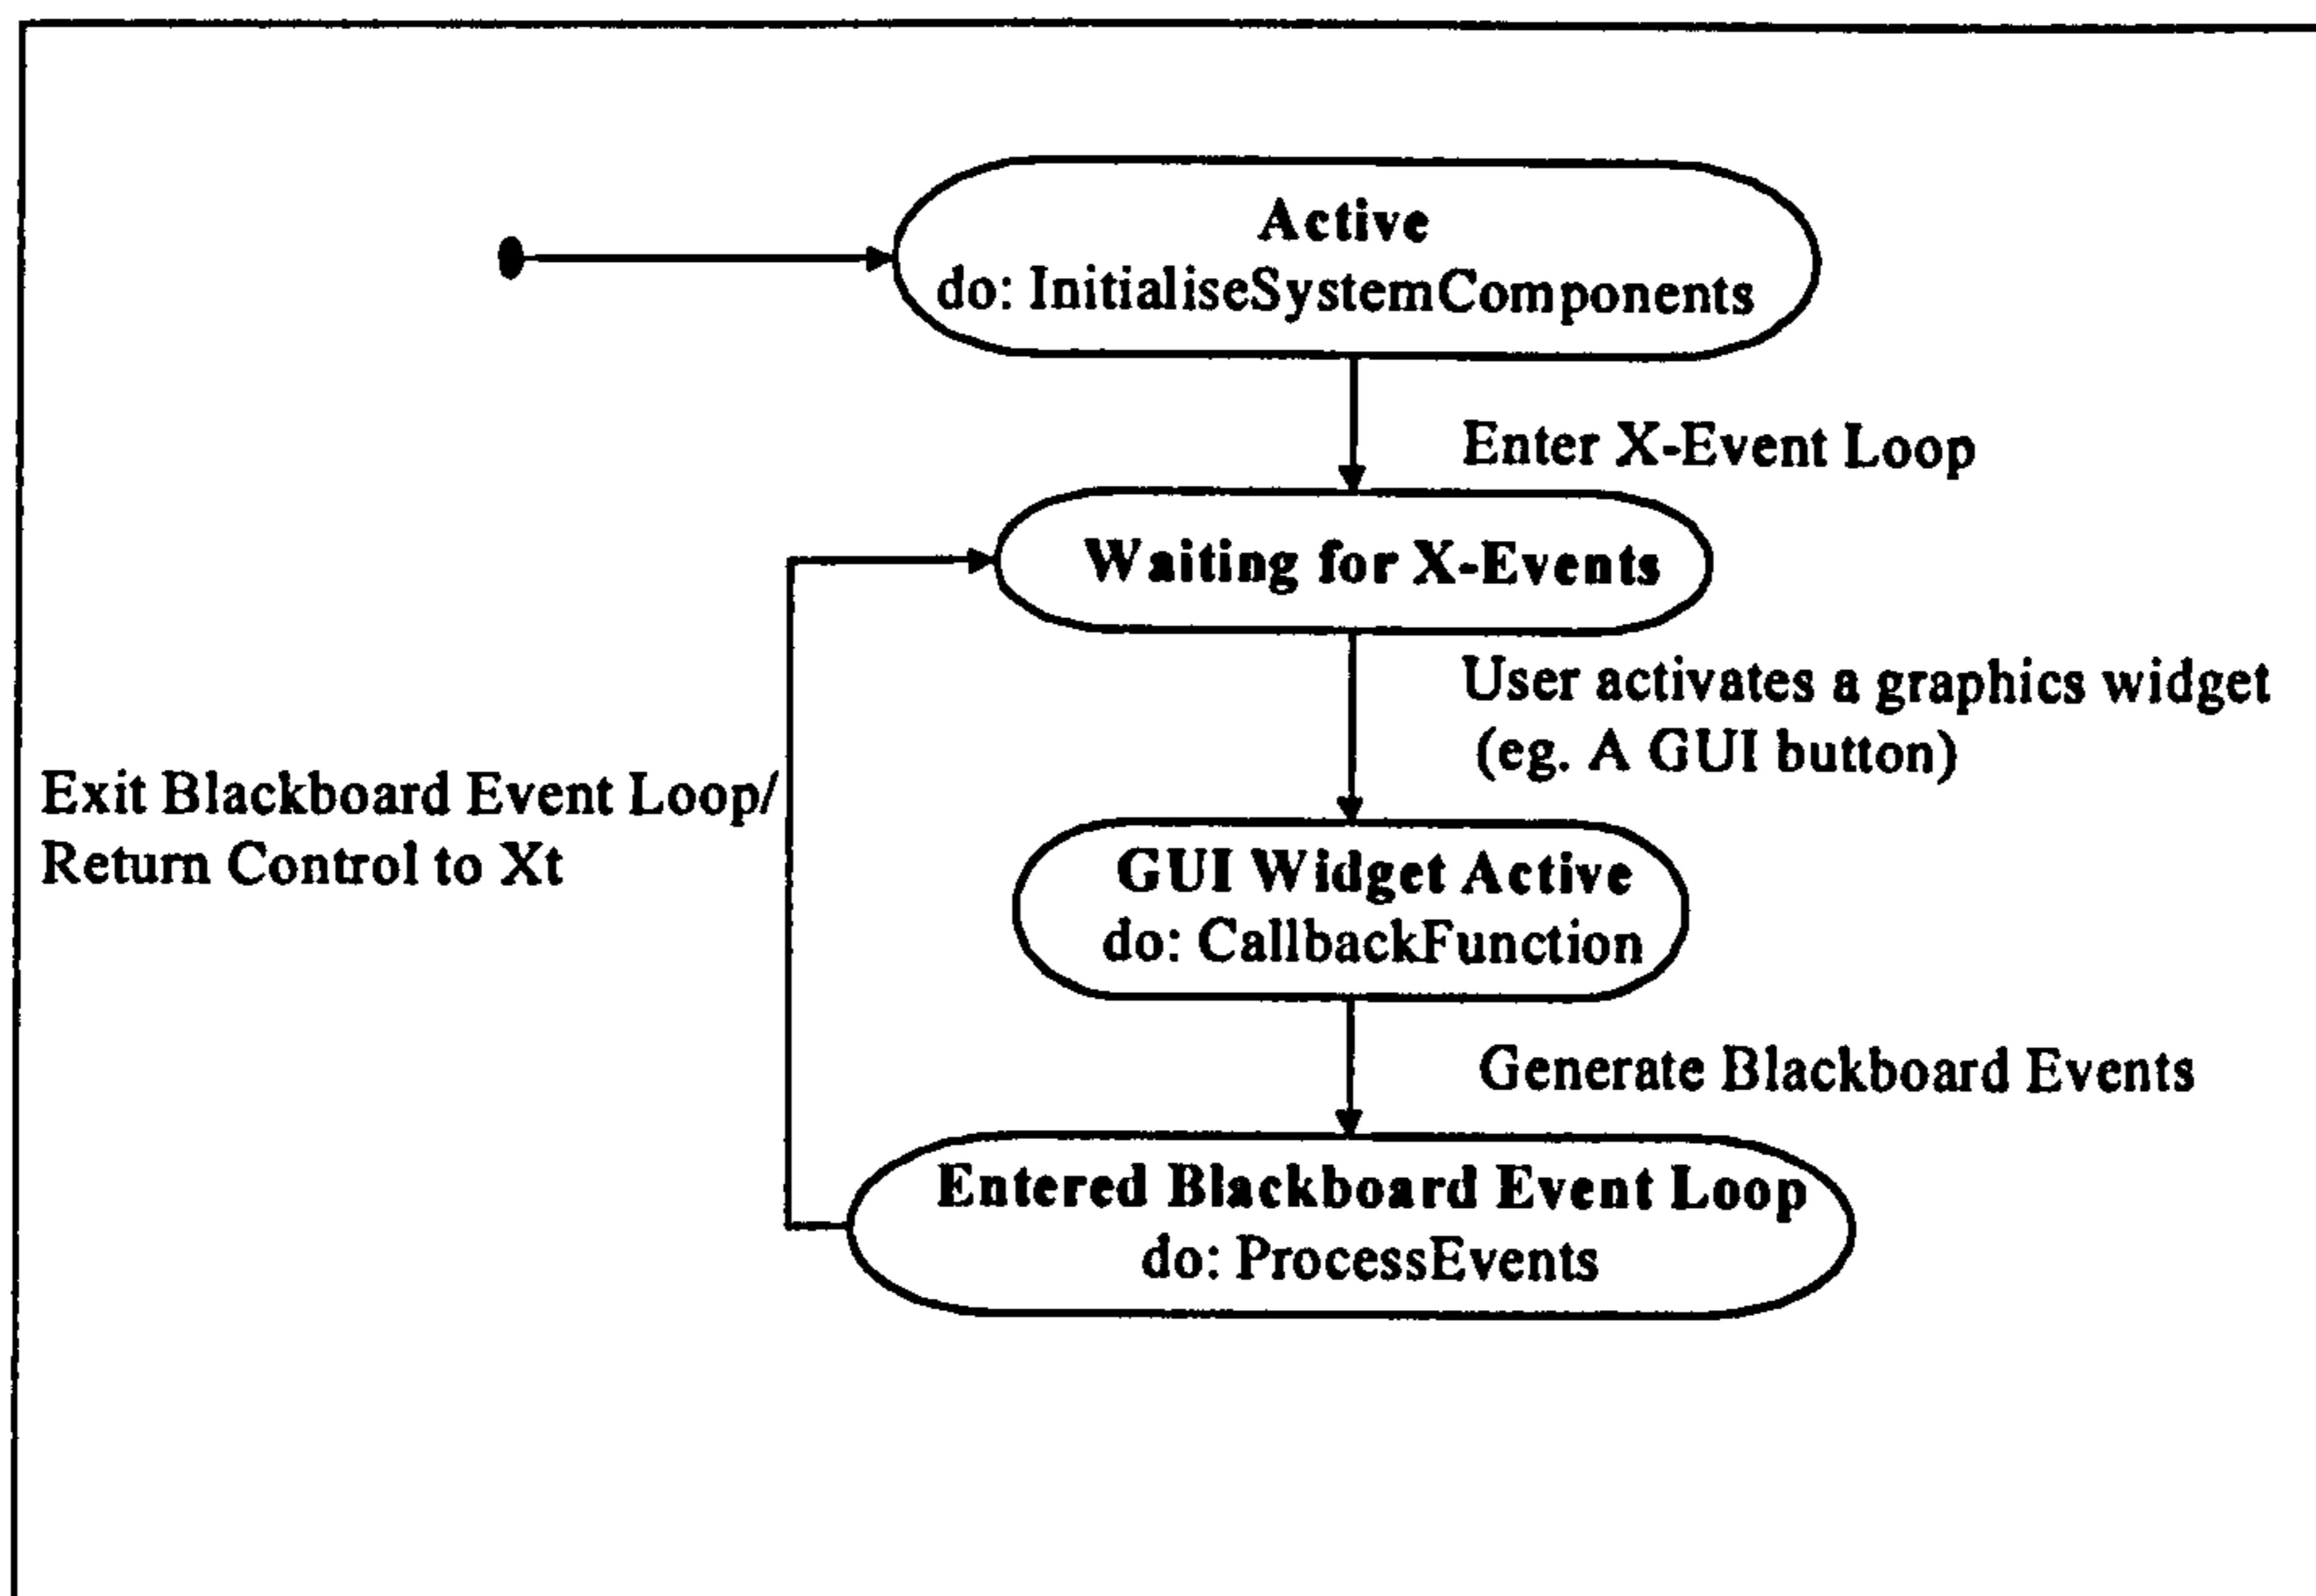 Active
do: InitialiseSystemComponents
Enter X-Event Loop
Waiting for X-Events
User activates a graphics widget
(eg. A GUI button)
Exit Blackboard Event Loop/
Return Control to Xt
GUI Widget Active
do: CallbackFunction
Generate Blackboard Events
Entered Blackboard Event Loop
do: ProcessEvents